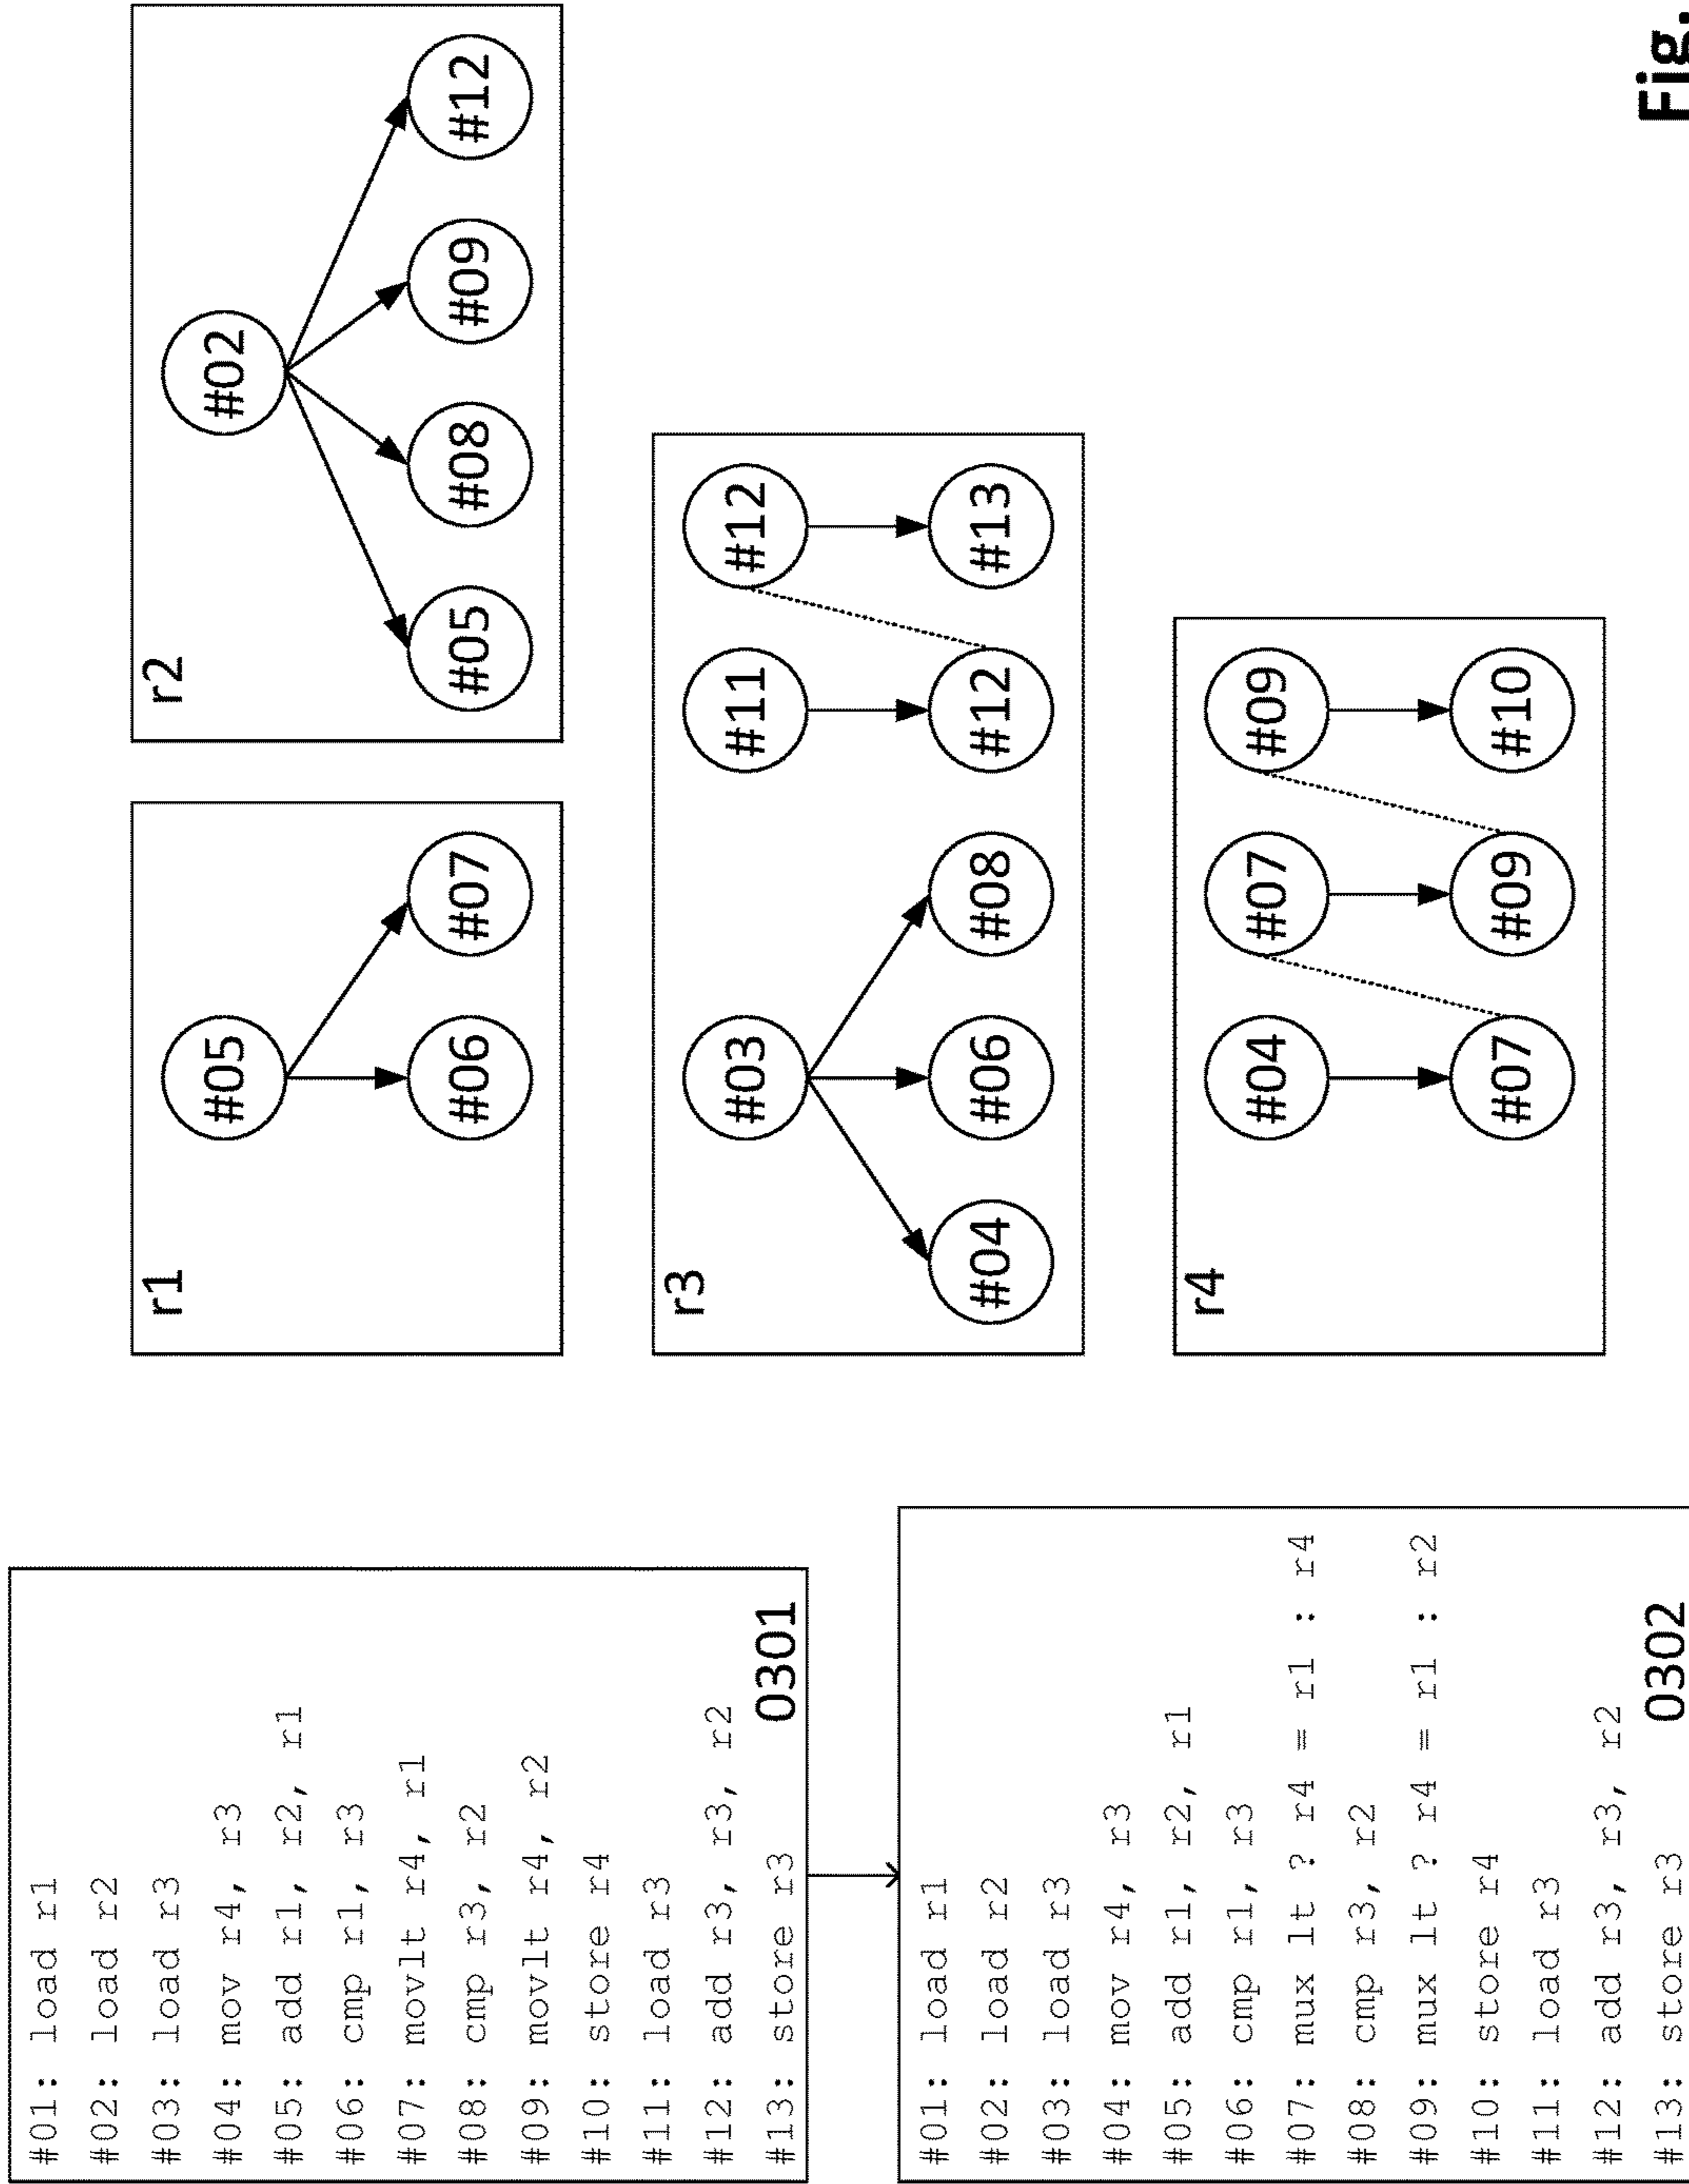 #01: load r1
#02: load r2
#03: load r3
#04: mov r4, r3
#05: add r1, r2, r1
#06: cmp r1, r3
#07: movlt r4, r1
#08: cmp r3, r2
#09: movlt r4, r2
#10: store r4
#11: load r3
#12: add r3, r3, r2
#13: store r3
0301
#01: load r1
#02: load r2
#03: load r3
#04: mov r4, r3
#05: add r1, r2, r1
#06: cmp r1, r3
#07: mux lt ? r4 = r1 : r4
#08: cmp r3, r2
#09: mux lt ? r4 = r1 : r2
#10: store r4
#11: load r3
#12: add r3, r3, r2
#13: store r3
0302
r1
#05
#06 #07
r2
#02
#05 #08 #09 #12
r3
#03 #11 #12
#04 #06 #08 #12 #13
r4
#04 #07 #09
#07 #09 #10
Fig.